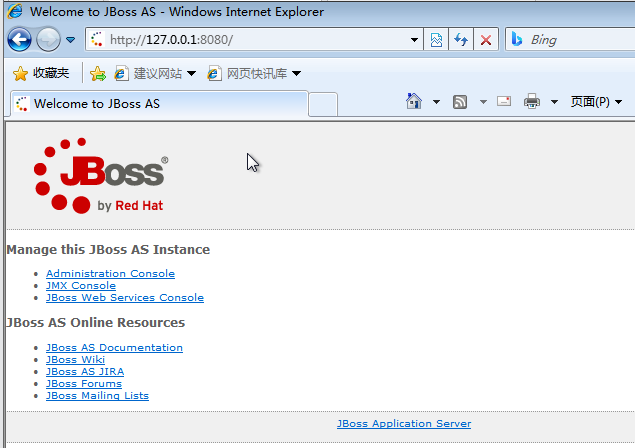 Welcome to JBoss AS - Windows Internet Explorer
http://127.0.0.1:8080/
Bing
收藏夹
建议网站
网页快讯库
Welcome to JBoss AS
页面(P)
JBoss®
by Red Hat
Manage this JBoss AS Instance
Administration Console
JMX Console
JBoss Web Services Console
JBoss AS Online Resources
JBoss AS Documentation
JBoss Wiki
JBoss AS JIRA
JBoss Forums
JBoss Mailing Lists
JBoss Application Server